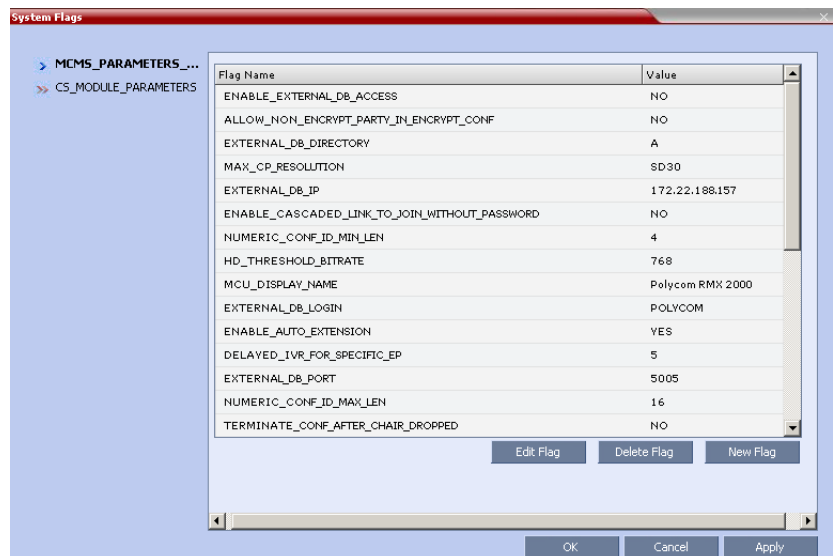 System Flags
MCMS_PARAMETERS_...
CS_MODULE_PARAMETERS
Flag Name Value
ENABLE_EXTERNAL_DB_ACCESS NO
ALLOW_NON_ENCRYPT_PARTY_IN_ENCRYPT_CONF NO
EXTERNAL_DB_DIRECTORY A
MAX_CP_RESOLUTION SD30
EXTERNAL_DB_IP 172.22.188.157
ENABLE_CASCADED_LINK_TO_JOIN_WITHOUT_PASSWORD NO
NUMERIC_CONF_ID_MIN_LEN 4
HD_THRESHOLD_BITRATE 768
MCU_DISPLAY_NAME Polycom RMX 2000
EXTERNAL_DB_LOGIN POLYCOM
ENABLE_AUTO_EXTENSION YES
DELAYED_IVR_FOR_SPECIFIC_EP 5
EXTERNAL_DB_PORT 5005
NUMERIC_CONF_ID_MAX_LEN 16
TERMINATE_CONF_AFTER_CHAIR_DROPPED NO
Edit Flag Delete Flag New Flag
OK Cancel Apply